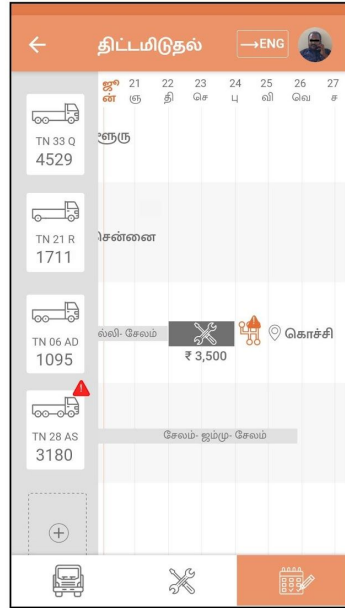 திட்டமிடுதல் →ENG
ஜூன் 21 22 23 24 25 26 27
ஞ தி செ பு வி வெ ச
TN 33 Q ளூரு
4529
TN 21 R சென்னை
1711
TN 06 AD ல்லி- சேலம் கொச்சி
1095 ₹ 3,500
TN 28 AS சேலம்- ஜம்மு- சேலம்
3180